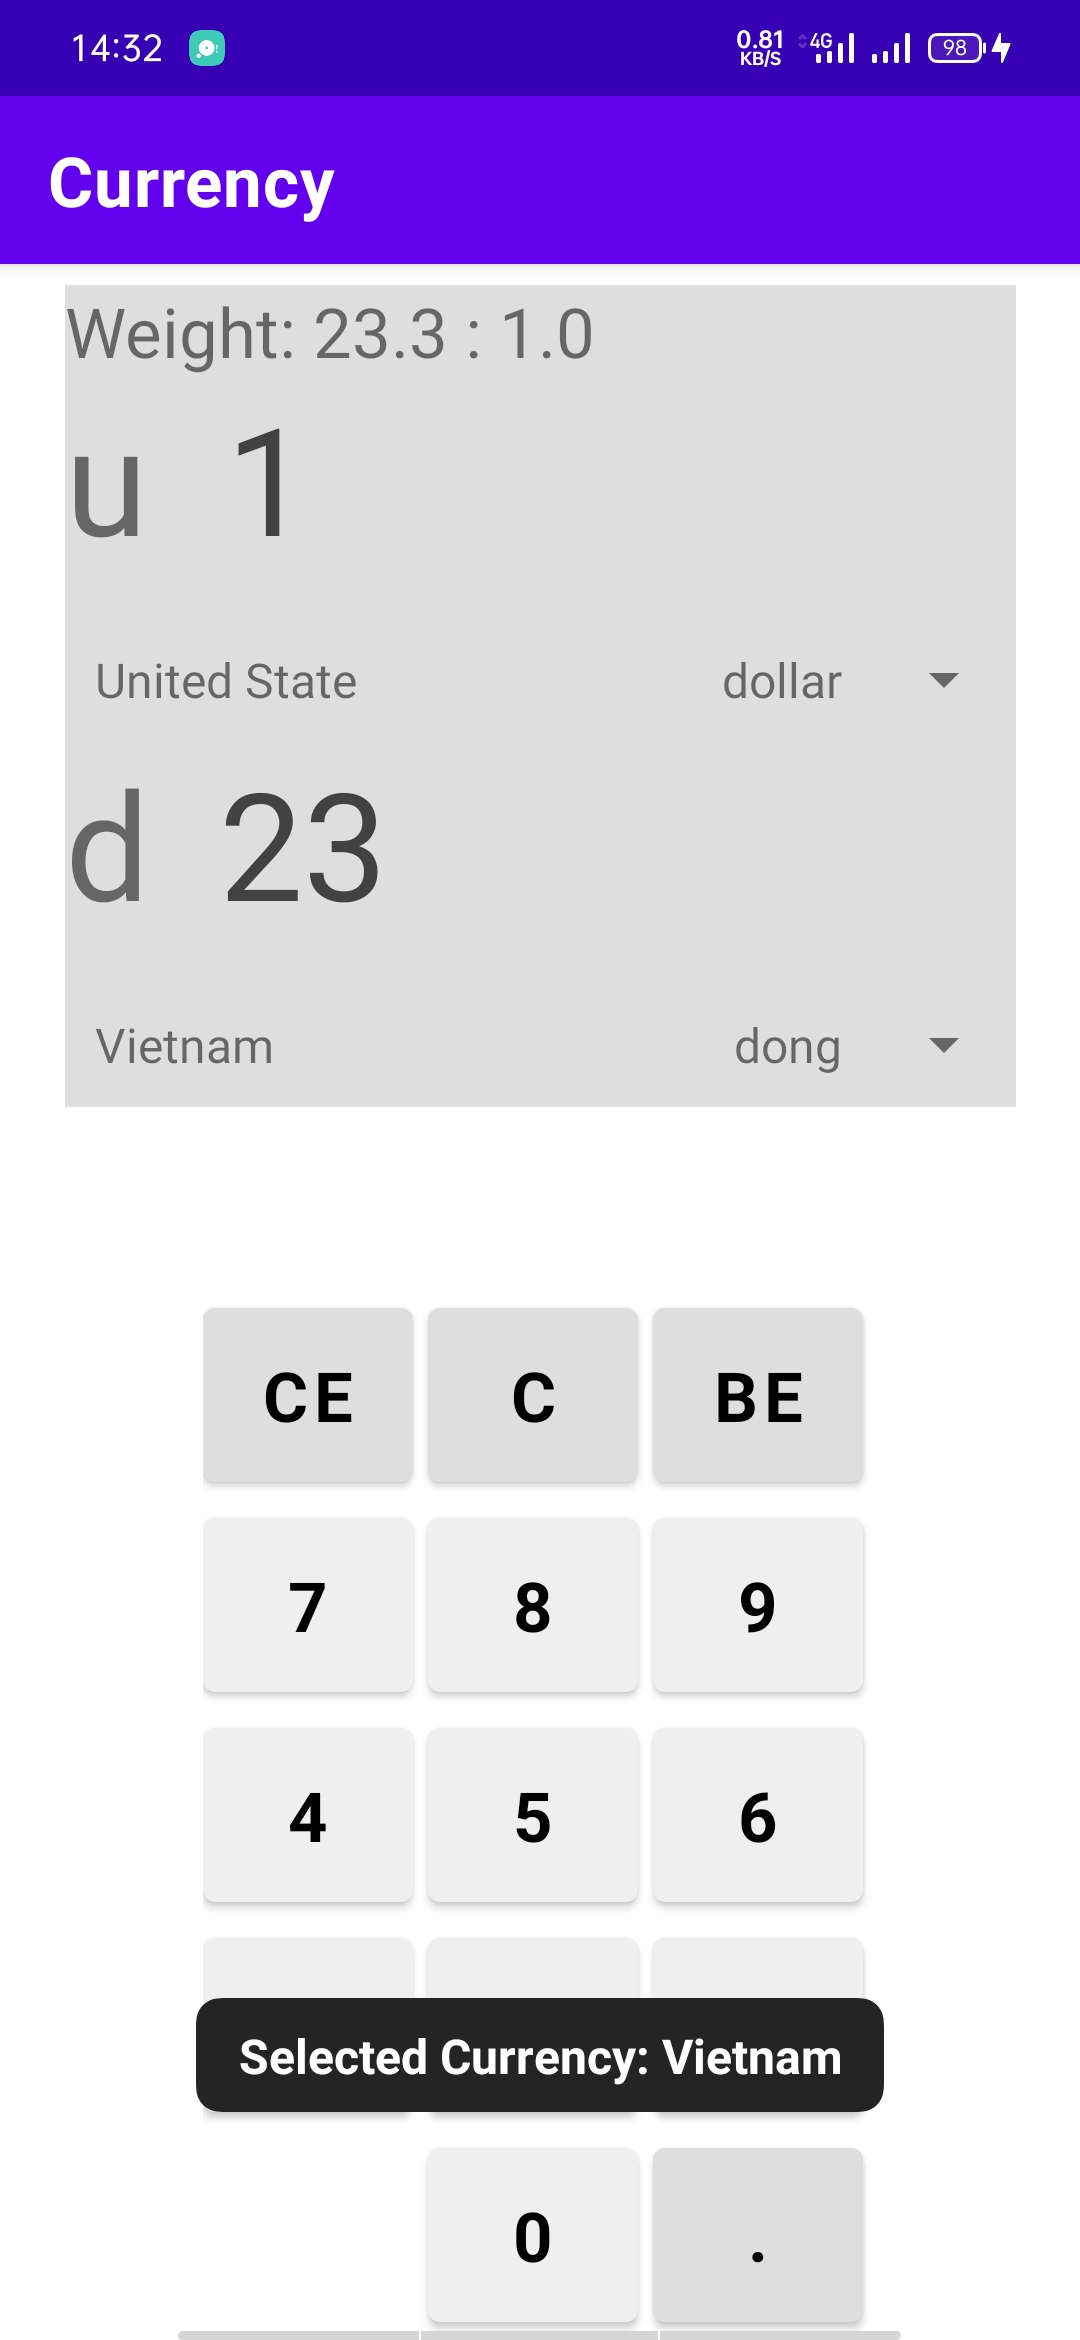 14:32 0.81 KB/S 4G 98
Currency
Weight: 23.3 : 1.0
u 1
United State dollar
d 23
Vietnam dong
CE C BE
7 8 9
4 5 6
Selected Currency: Vietnam
0 .